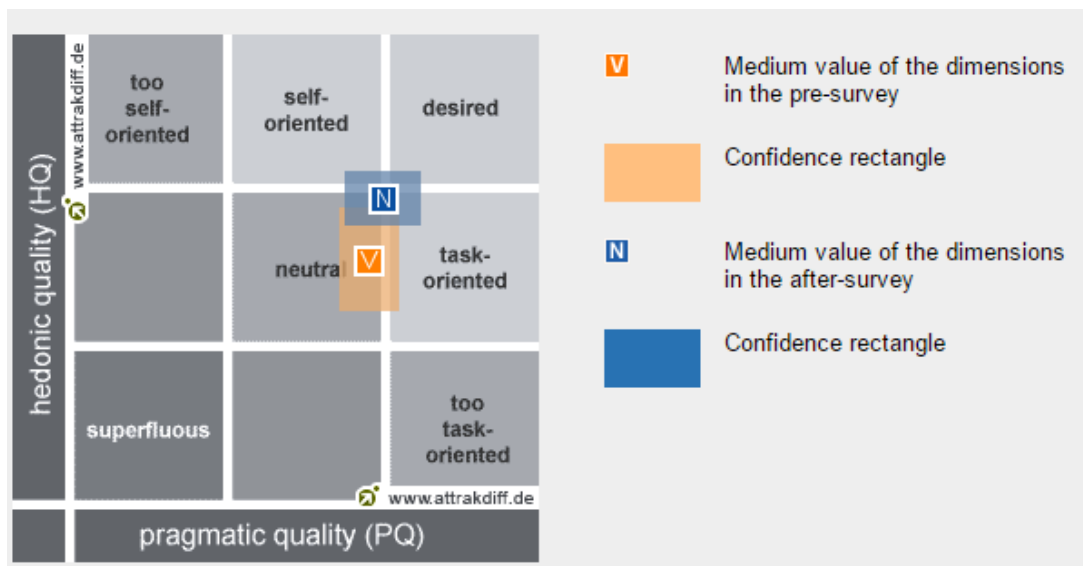 www.attrakdiff.de
hedonic quality (HQ)
too
self-
oriented
self-
oriented
desired
neutral
task-
oriented
superfluous
too
task-
oriented
N
V
www.attrakdiff.de
pragmatic quality (PQ)
V
Medium value of the dimensions
in the pre-survey
Confidence rectangle
N
Medium value of the dimensions
in the after-survey
Confidence rectangle